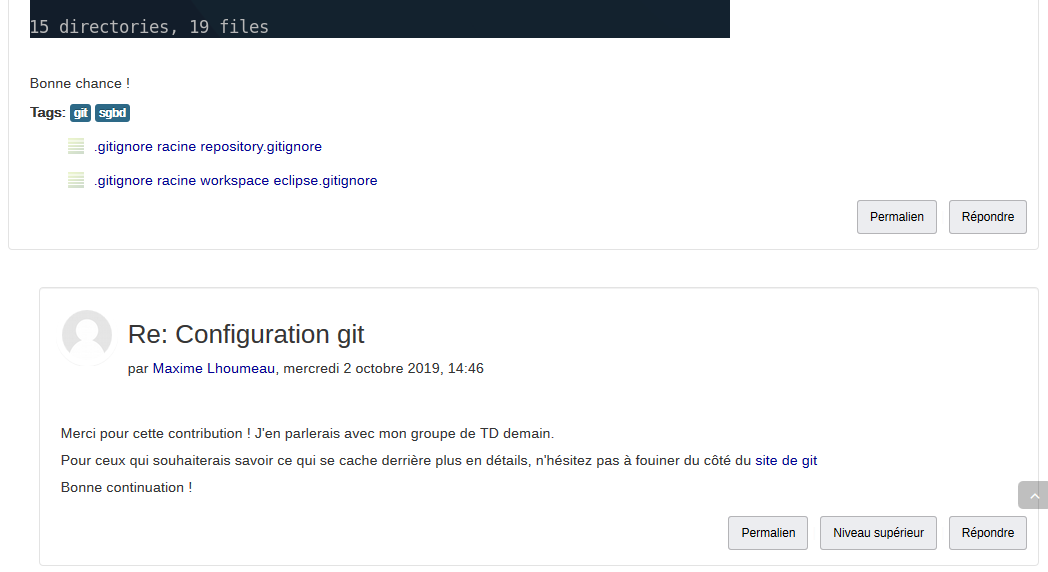 15 directories, 19 files
Bonne chance !
Tags: git sgbd
.gitignore racine repository.gitignore
.gitignore racine workspace eclipse.gitignore
Permalien Répondre
Re: Configuration git
par Maxime Lhoumeau, mercredi 2 octobre 2019, 14:46
Merci pour cette contribution ! J'en parlerais avec mon groupe de TD demain.
Pour ceux qui souhaiterais savoir ce qui se cache derrière plus en détails, n'hésitez pas à fouiner du côté du site de git
Bonne continuation !
Permalien Niveau supérieur Répondre